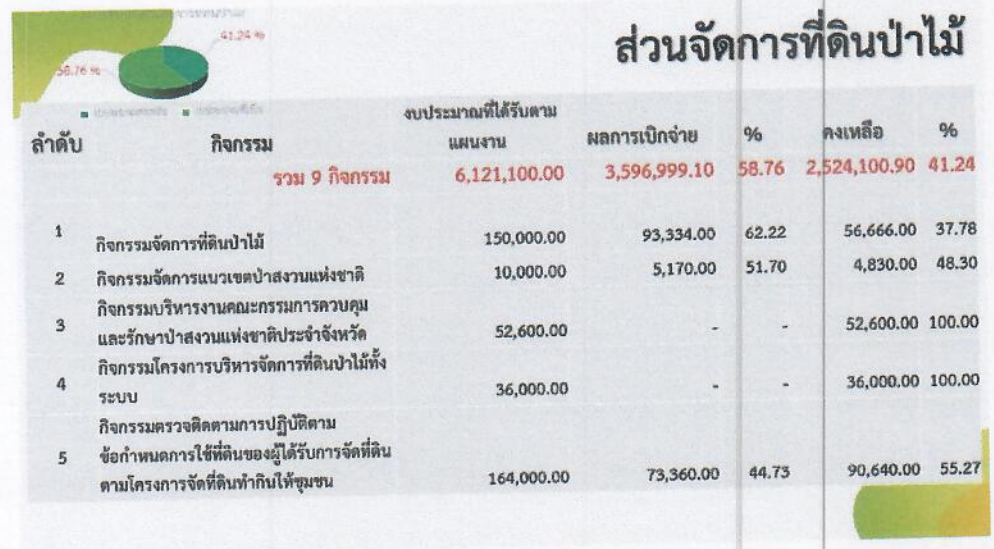 41.24 %
58.76 %
ส่วนจัดการที่ดินป่าไม้
ลำดับ กิจกรรม งบประมาณที่ได้รับตาม ผลการเบิกจ่าย % คงเหลือ %
แผนงาน
รวม 9 กิจกรรม 6,121,100.00 3,596,999.10 58.76 2,524,100.90 41.24
1 กิจกรรมจัดการที่ดินป่าไม้ 150,000.00 93,334.00 62.22 56,666.00 37.78
2 กิจกรรมจัดการแนวเขตป่าสงวนแห่งชาติ 10,000.00 5,170.00 51.70 4,830.00 48.30
กิจกรรมบริหารงานคณะกรรมการควบคุม
3 และรักษาป่าสงวนแห่งชาติประจำจังหวัด 52,600.00 - - 52,600.00 100.00
กิจกรรมโครงการบริหารจัดการที่ดินป่าไม้ทั้ง
4 ระบบ 36,000.00 - - 36,000.00 100.00
กิจกรรมตรวจติดตามการปฏิบัติตาม
5 ข้อกำหนดการใช้ที่ดินของผู้ได้รับการจัดที่ดิน
ตามโครงการจัดที่ดินทำกินให้ชุมชน 164,000.00 73,360.00 44.73 90,640.00 55.27